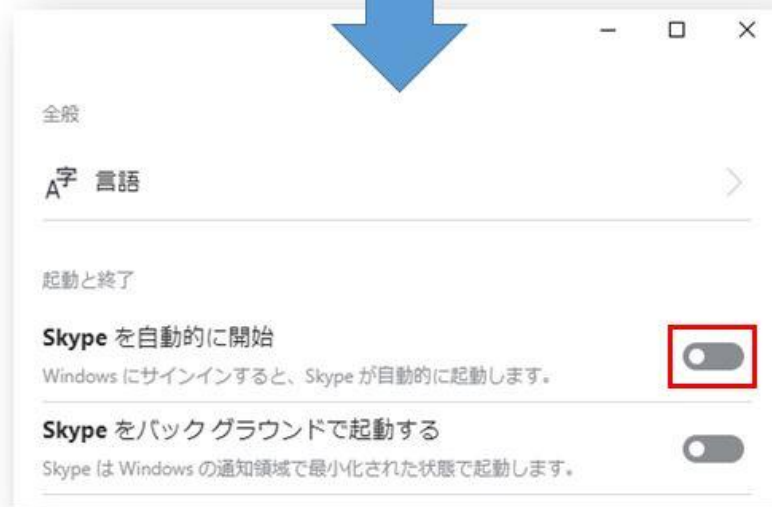 全般
A字 言語
起動と終了
Skype を自動的に開始
Windows にサインインすると、Skype が自動的に起動します。
Skype をバック グラウンドで起動する
Skype は Windows の通知領域で最小化された状態で起動します。